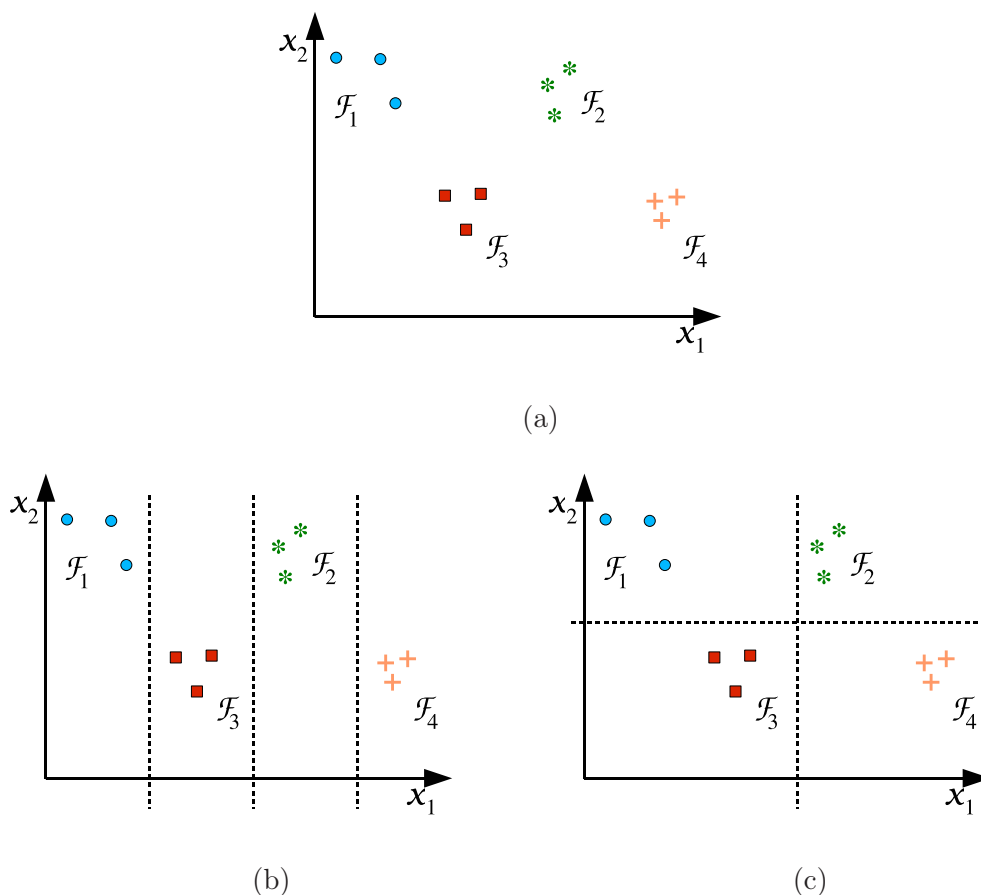 x₂
ℱ₁
ℱ₂
ℱ₃
ℱ₄
x₁
(a)
x₂
ℱ₁
ℱ₂
ℱ₃
ℱ₄
x₁
(b)
x₂
ℱ₁
ℱ₂
ℱ₃
ℱ₄
x₁
(c)